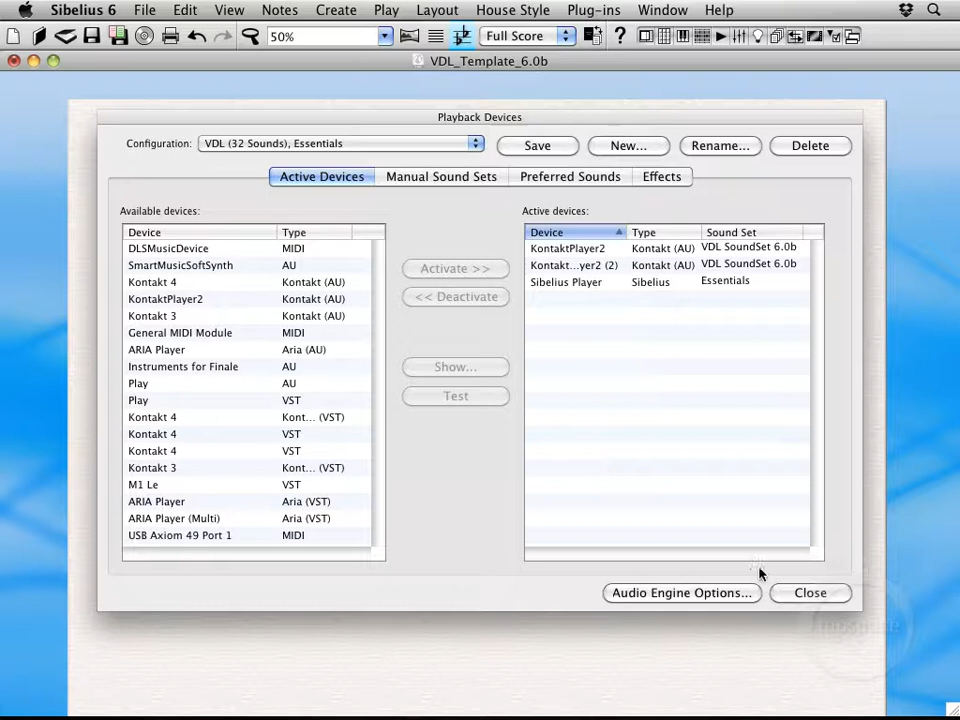 Sibelius 6 File Edit View Notes Create Play Layout House Style Plug-ins Window Help
50% Full Score ?
VDL_Template_6.0b
Playback Devices
Configuration: VDL (32 Sounds), Essentials Save New... Rename... Delete
Active Devices Manual Sound Sets Preferred Sounds Effects
Available devices:
Device Type
DLSMusicDevice MIDI
SmartMusicSoftSynth AU
Kontakt 4 Kontakt (AU)
KontaktPlayer2 Kontakt (AU)
Kontakt 3 Kontakt (AU)
General MIDI Module MIDI
ARIA Player Aria (AU)
Instruments for Finale AU
Play AU
Play VST
Kontakt 4 Kont... (VST)
Kontakt 4 VST
Kontakt 4 VST
Kontakt 3 Kont... (VST)
M1 Le VST
ARIA Player Aria (VST)
ARIA Player (Multi) Aria (VST)
USB Axiom 49 Port 1 MIDI
Activate >>
<< Deactivate
Show...
Test
Active devices:
Device Type Sound Set
KontaktPlayer2 Kontakt (AU) VDL SoundSet 6.0b
Kontakt...yer2 (2) Kontakt (AU) VDL SoundSet 6.0b
Sibelius Player Sibelius Essentials
Audio Engine Options... Close